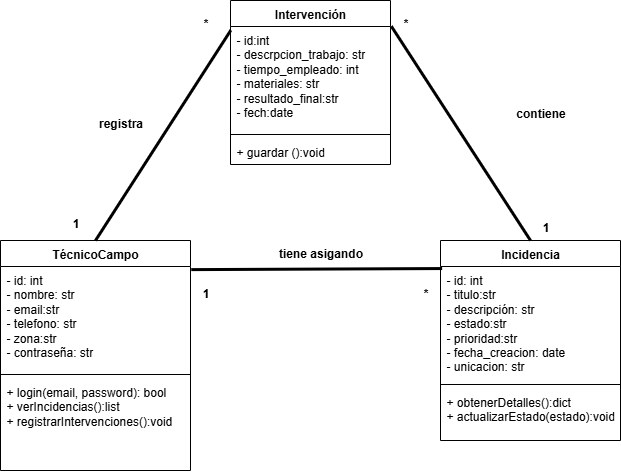 Intervención
- id:int
- descrpcion_trabajo: str
- tiempo_empleado: int
- materiales: str
- resultado_final:str
- fech:date
+ guardar ():void
*
*
registra
contiene
1
1
TécnicoCampo
- id: int
- nombre: str
- email:str
- telefono: str
- zona:str
- contraseña: str
+ login(email, password): bool
+ verIncidencias():list
+ registrarIntervenciones():void
tiene asigando
1
*
Incidencia
- id: int
- titulo:str
- descripción: str
- estado:str
- prioridad:str
- fecha_creacion: date
- unicacion: str
+ obtenerDetalles():dict
+ actualizarEstado(estado):void